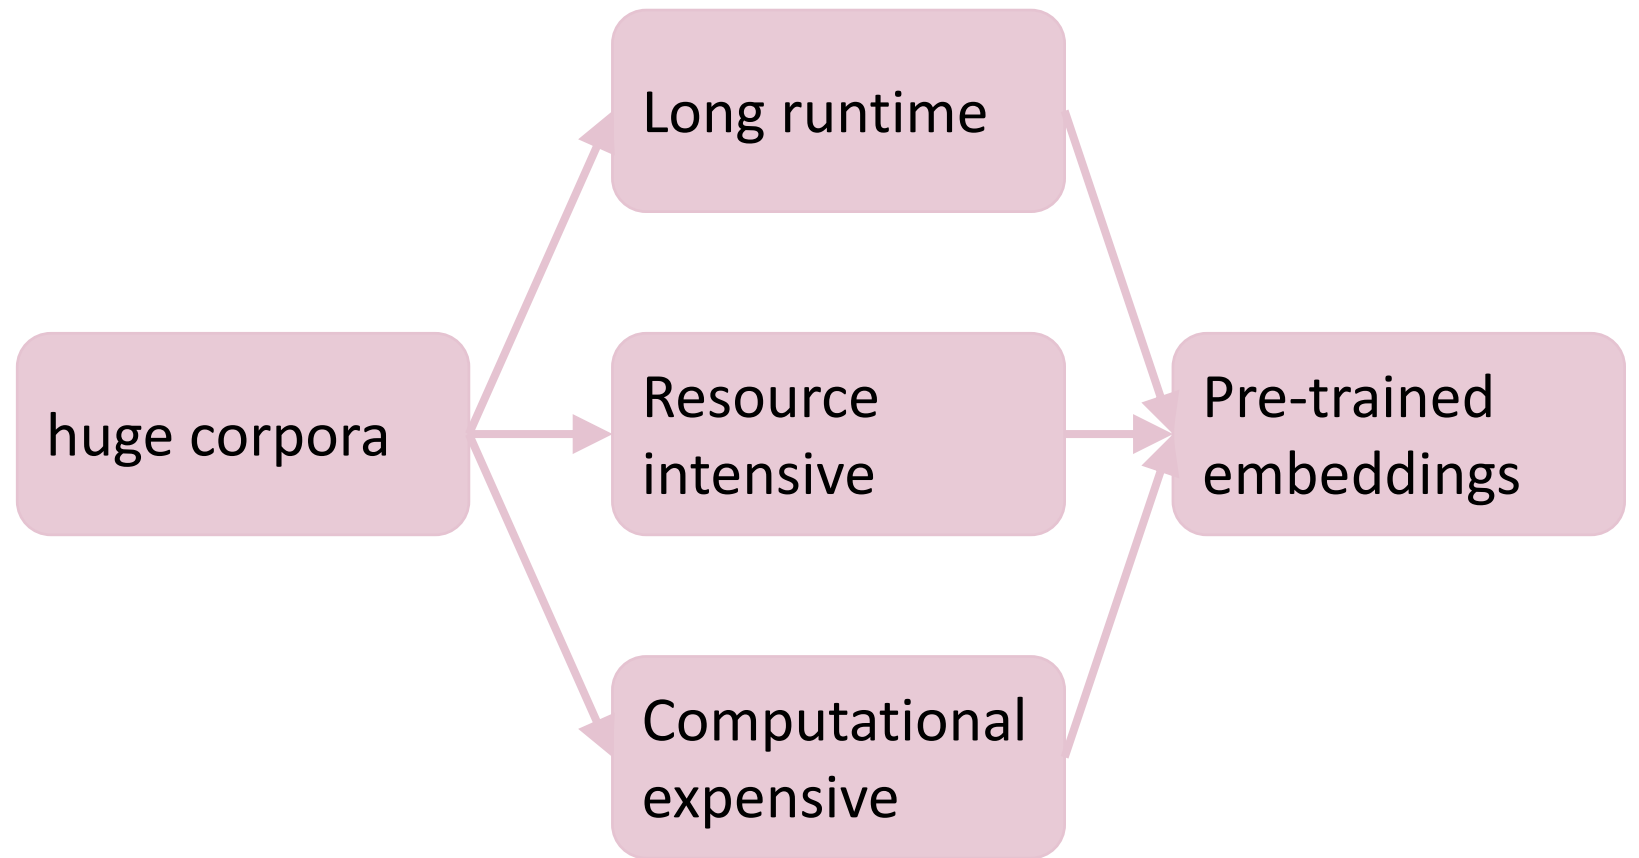 Long runtime
huge corpora
Resource
intensive
Pre-trained
embeddings
Computational
expensive